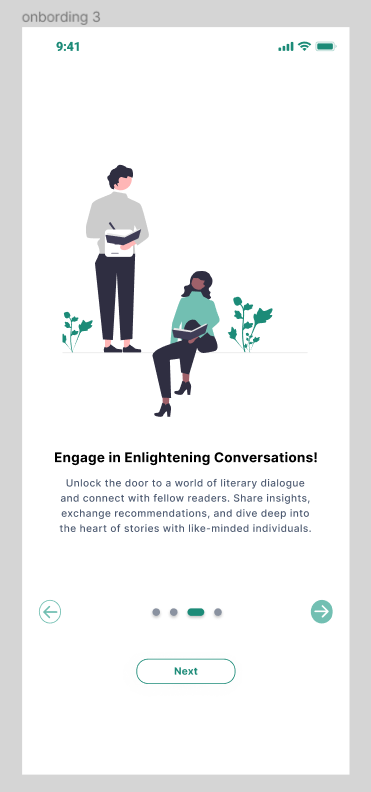 onbording 3
9:41
Engage in Enlightening Conversations!
Unlock the door to a world of literary dialogue
and connect with fellow readers. Share insights,
exchange recommendations, and dive deep into
the heart of stories with like-minded individuals.
Next